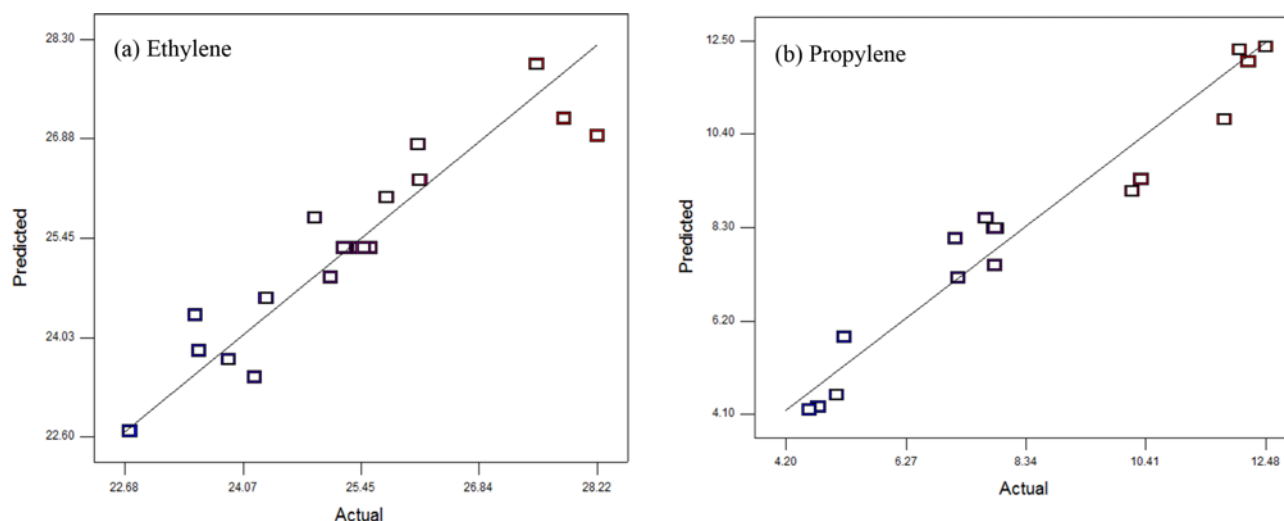 (a) Ethylene
28.30
26.88
25.45
24.03
22.60
Predicted
22.68 24.07 25.45 26.84 28.22
Actual
(b) Propylene
12.50
10.40
8.30
6.20
4.10
Predicted
4.20 6.27 8.34 10.41 12.48
Actual